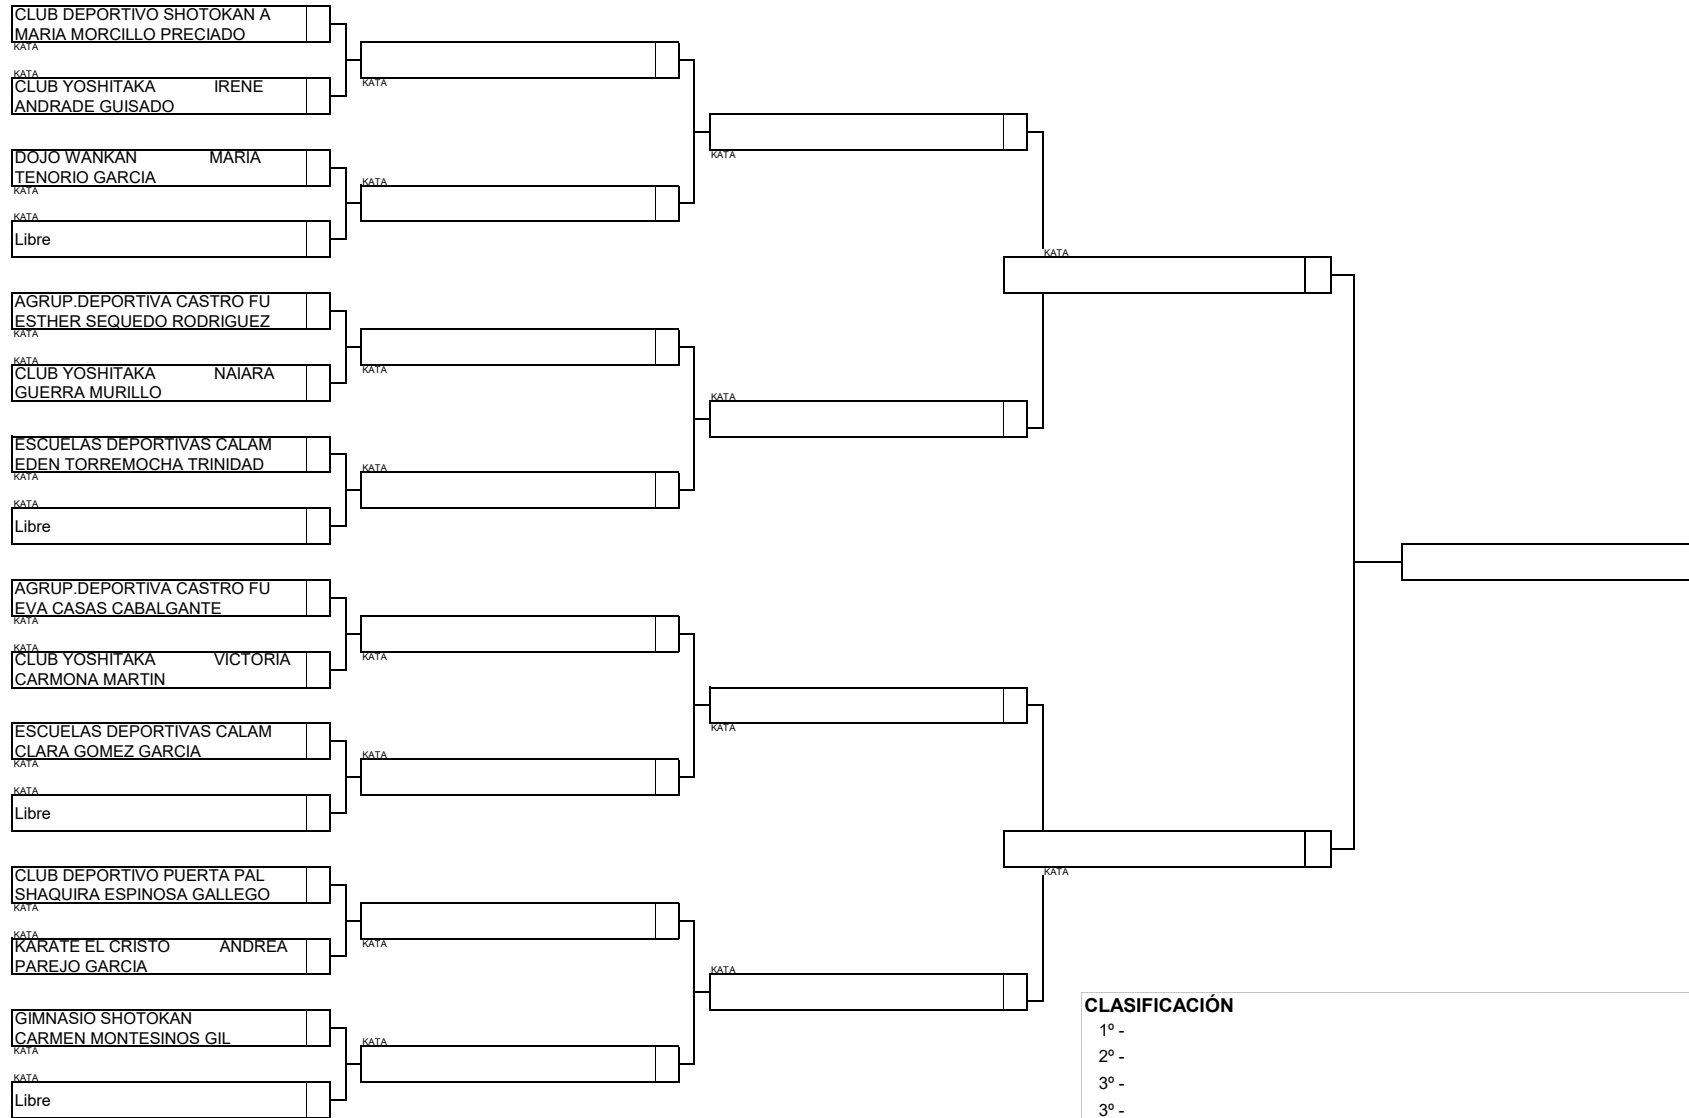 CLUB DEPORTIVO SHOTOKAN A
MARIA MORCILLO PRECIADO
KATA
KATA
CLUB YOSHITAKA IRENE
ANDRADE GUISADO
KATA
DOJO WANKAN MARIA
TENORIO GARCIA
KATA
KATA
KATA
Libre
KATA
KATA
AGRUP.DEPORTIVA CASTRO FU
ESTHER SEQUEDO RODRIGUEZ
KATA
KATA
CLUB YOSHITAKA NAIARA
GUERRA MURILLO
KATA
KATA
ESCUELAS DEPORTIVAS CALAM
EDEN TORREMOCHA TRINIDAD
KATA
KATA
KATA
Libre
AGRUP.DEPORTIVA CASTRO FU
EVA CASAS CABALGANTE
KATA
KATA
CLUB YOSHITAKA VICTORIA
CARMONA MARTIN
KATA
ESCUELAS DEPORTIVAS CALAM
CLARA GOMEZ GARCIA
KATA
KATA
KATA
KATA
Libre
CLUB DEPORTIVO PUERTA PAL
SHAQUIRA ESPINOSA GALLEGO
KATA
KATA
KATA
KARATE EL CRISTO ANDREA
PAREJO GARCIA
KATA
KATA
GIMNASIO SHOTOKAN
CARMEN MONTESINOS GIL
KATA
KATA
KATA
Libre
CLASIFICACIÓN
1º -
2º -
3º -
3º -